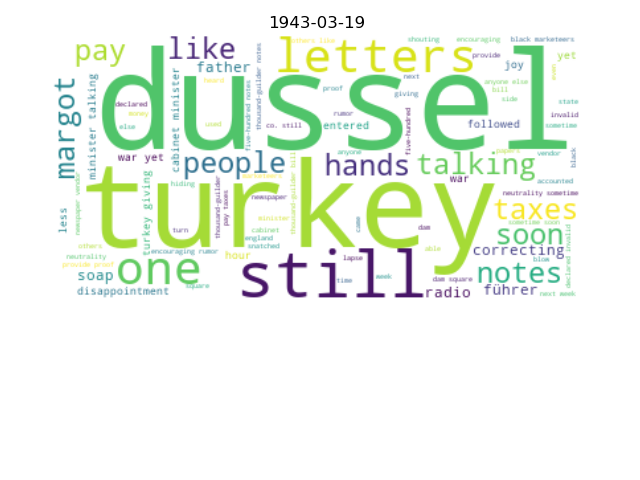 1943-03-19
others like
shouting
encouraging
black marketeers
pay
like
letters
provide
yet
father
dussel
next
joy
anyone else
bill
even
margot
minister talking
cabinet minister
five-hundred notes
thousand-guilder notes
heard
proof
giving
side
state
declared
money
rumor
co. still
entered
five-hundred
followed
invalid
else
used
sometime
war yet
people
anyone
hands
talking
papers
vendor
black
newspaper vendor
hiding
turkey
war
accounted
less
turkey giving
thousand-guilder
pay taxes
newspaper
thousand-guilder bill
neutrality sometime
taxes
minister
came
dam
sometime soon
declared invalid
others
turn
cabinet
soon
neutrality
england
able
correcting
encouraging rumor
snatched
still
provide proof
one
hour
lapse
blom
soap
time
week
dam square
notes
disappointment
square
radio
führer
next week